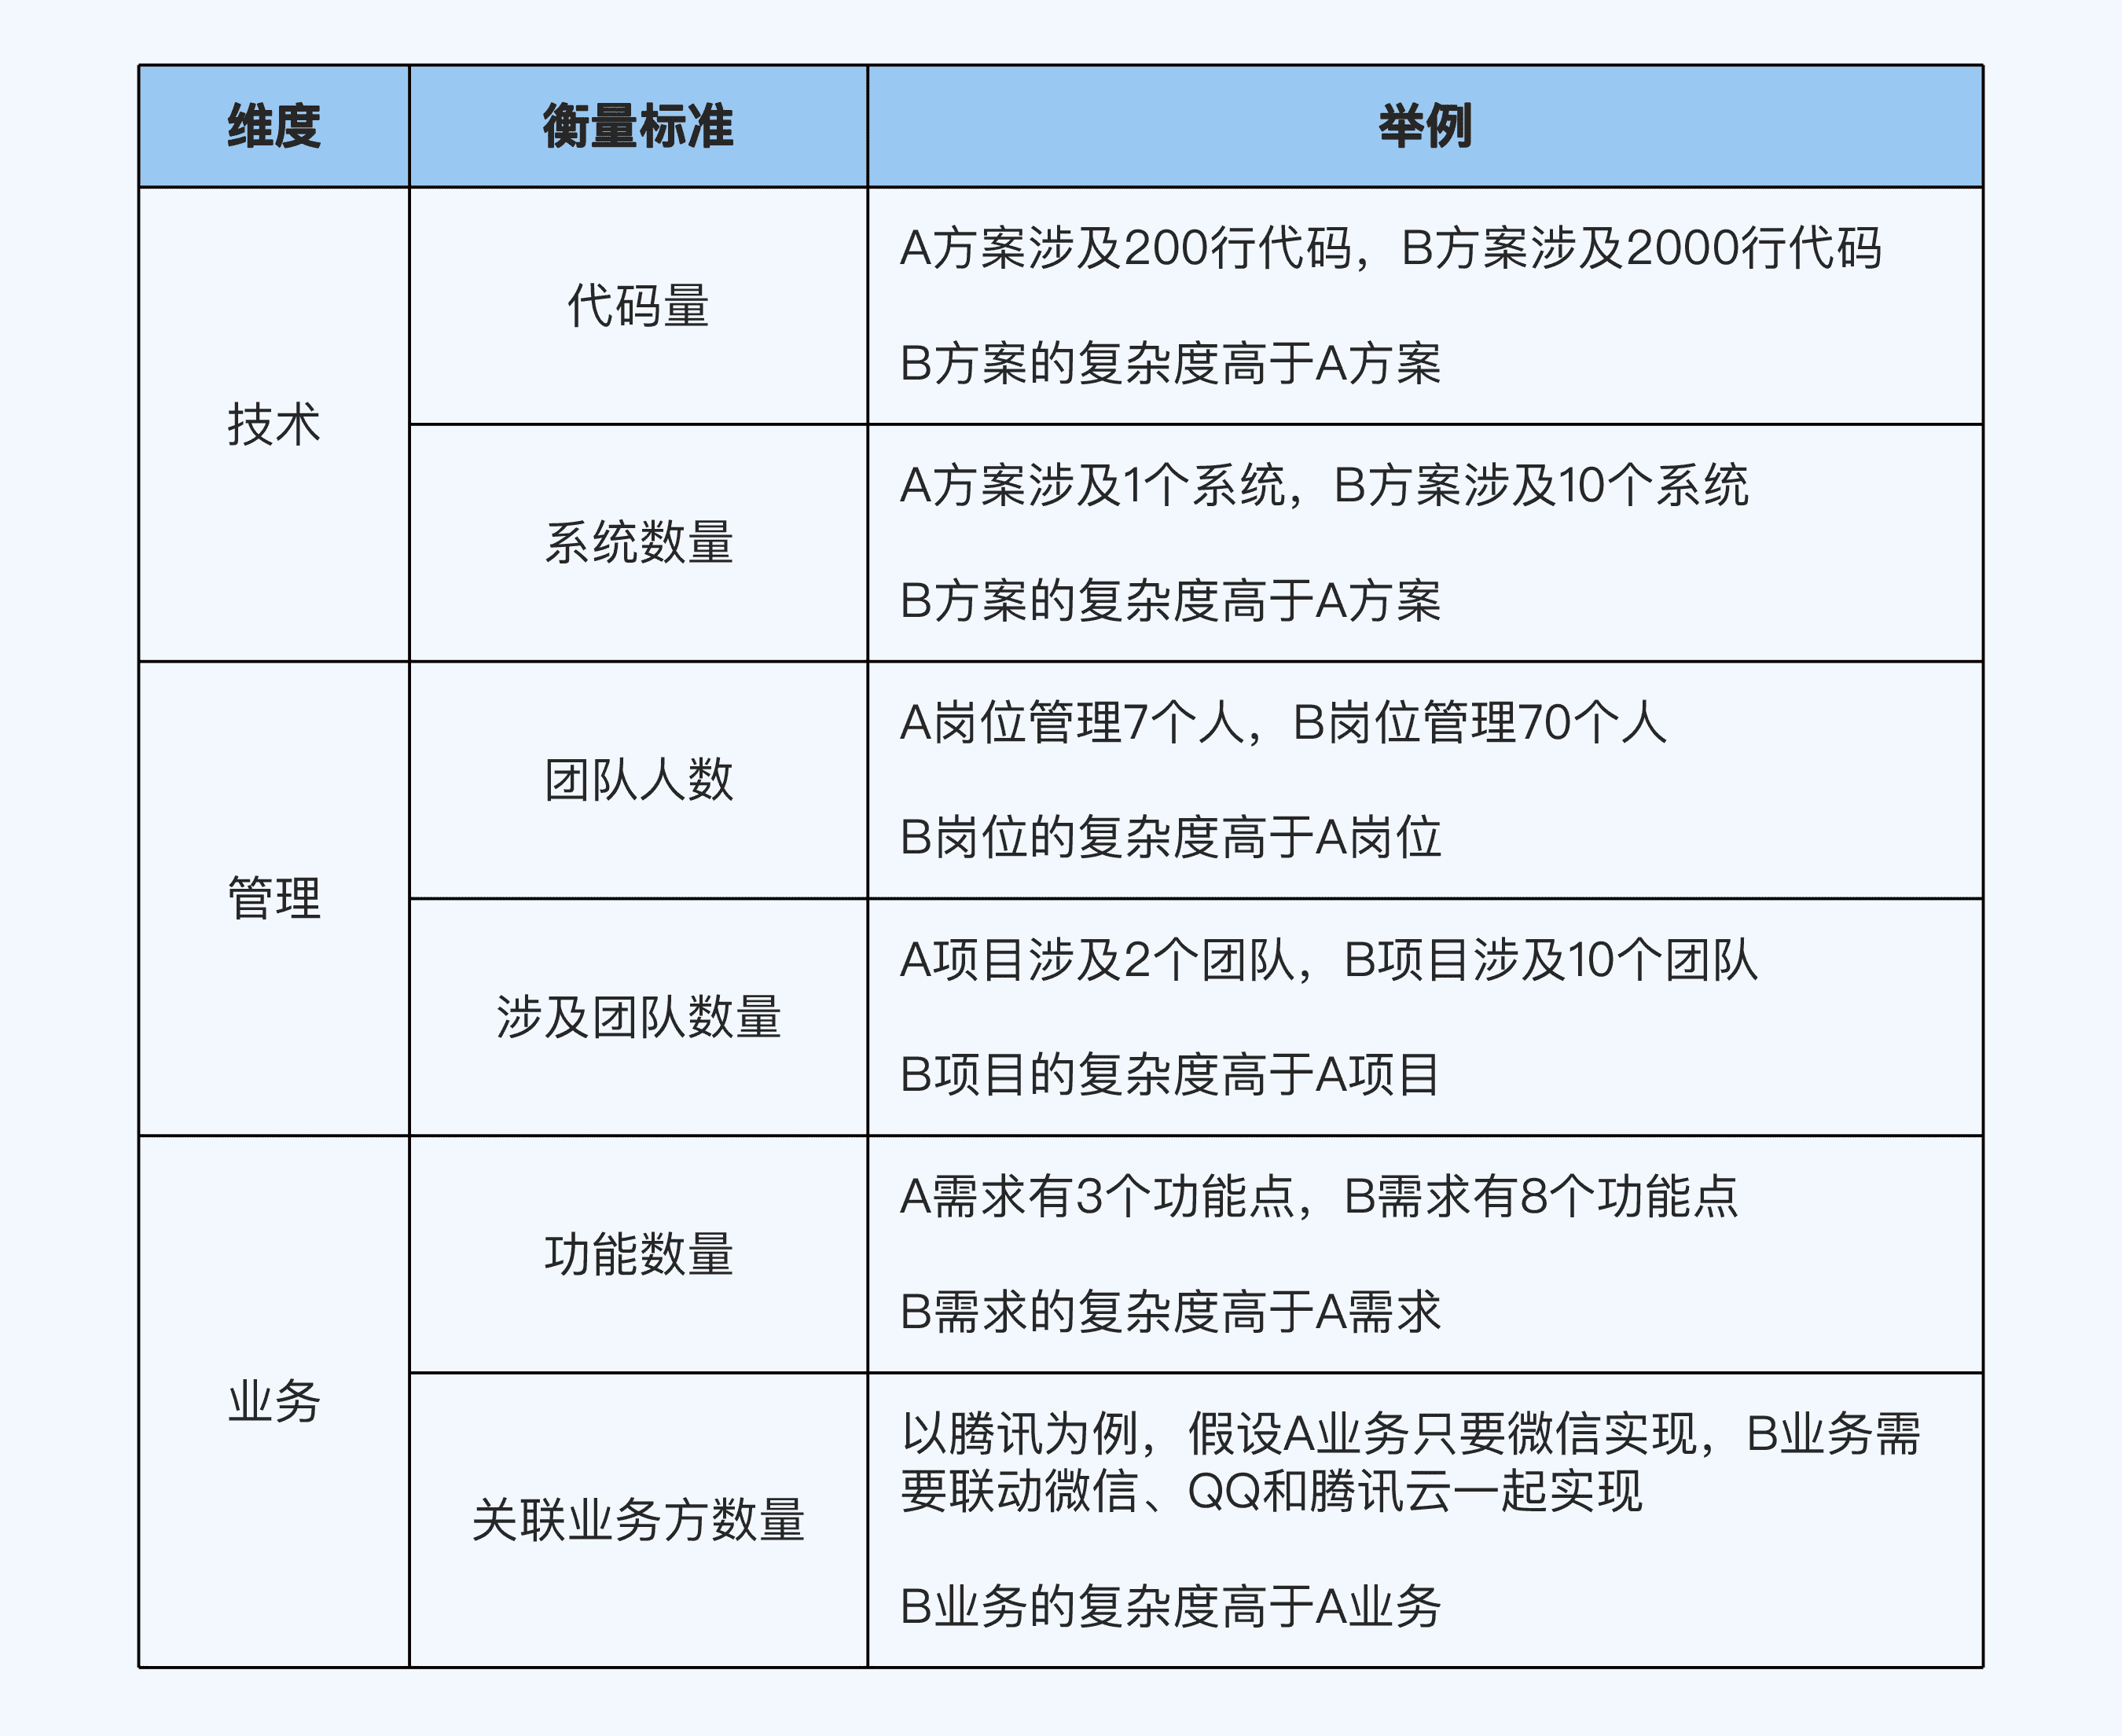 维度
衡量标准
举例
技术
代码量
A方案涉及200行代码，B方案涉及2000行代码
B方案的复杂度高于A方案
系统数量
A方案涉及1个系统，B方案涉及10个系统
B方案的复杂度高于A方案
管理
团队人数
A岗位管理7个人，B岗位管理70个人
B岗位的复杂度高于A岗位
涉及团队数量
A项目涉及2个团队，B项目涉及10个团队
B项目的复杂度高于A项目
业务
功能数量
A需求有3个功能点，B需求有8个功能点
B需求的复杂度高于A需求
关联业务方数量
以腾讯为例，假设A业务只要微信实现，B业务需
要联动微信、QQ和腾讯云一起实现
B业务的复杂度高于A业务